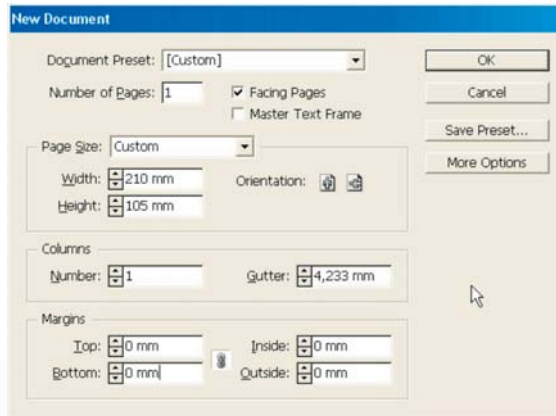 New Document
Document Preset: [Custom]
OK
Number of Pages: 1
Facing Pages
Cancel
Master Text Frame
Save Preset...
Page Size: Custom
More Options
Width: 210 mm
Orientation:
Height: 105 mm
Columns
Number: 1
Gutter: 4,233 mm
Margins
Top: 0 mm
Inside: 0 mm
Bottom: 0 mm
Outside: 0 mm